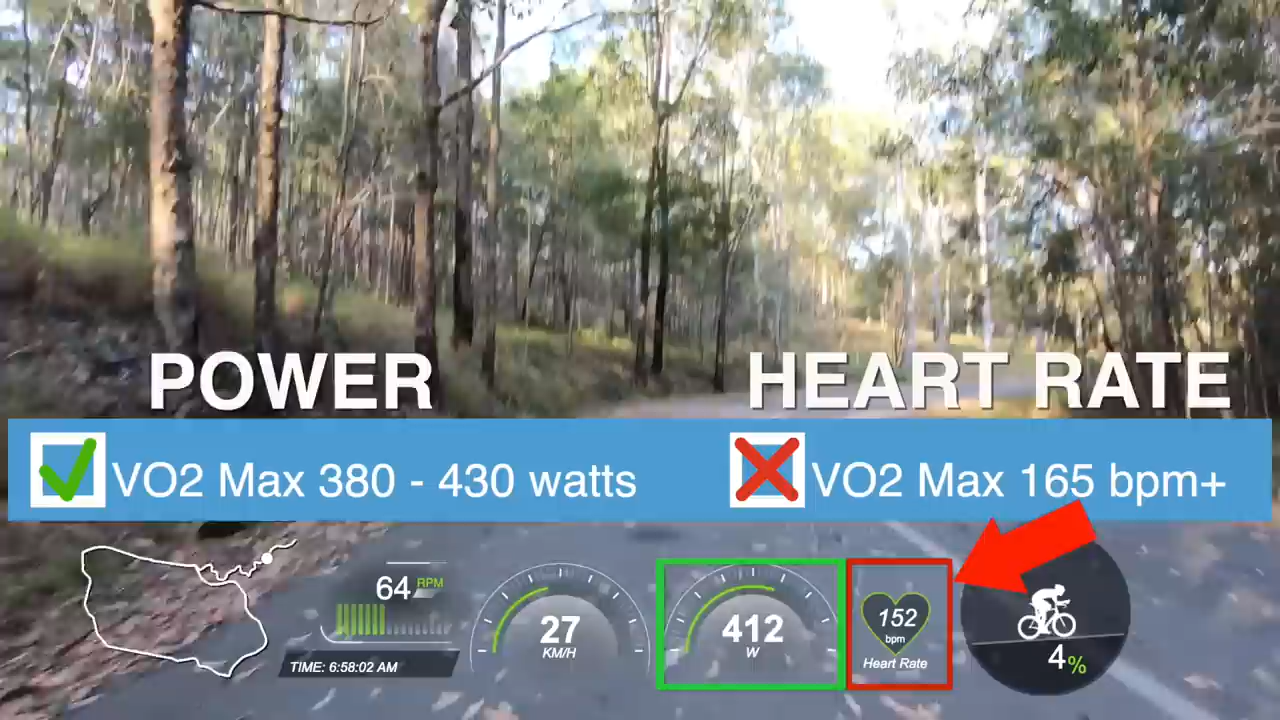 POWER
HEART RATE
VO2 Max 380 - 430 watts
VO2 Max 165 bpm+
64 RPM
TIME: 6:58:02 AM
27
KM/H
412
W
152
bpm
Heart Rate
4%